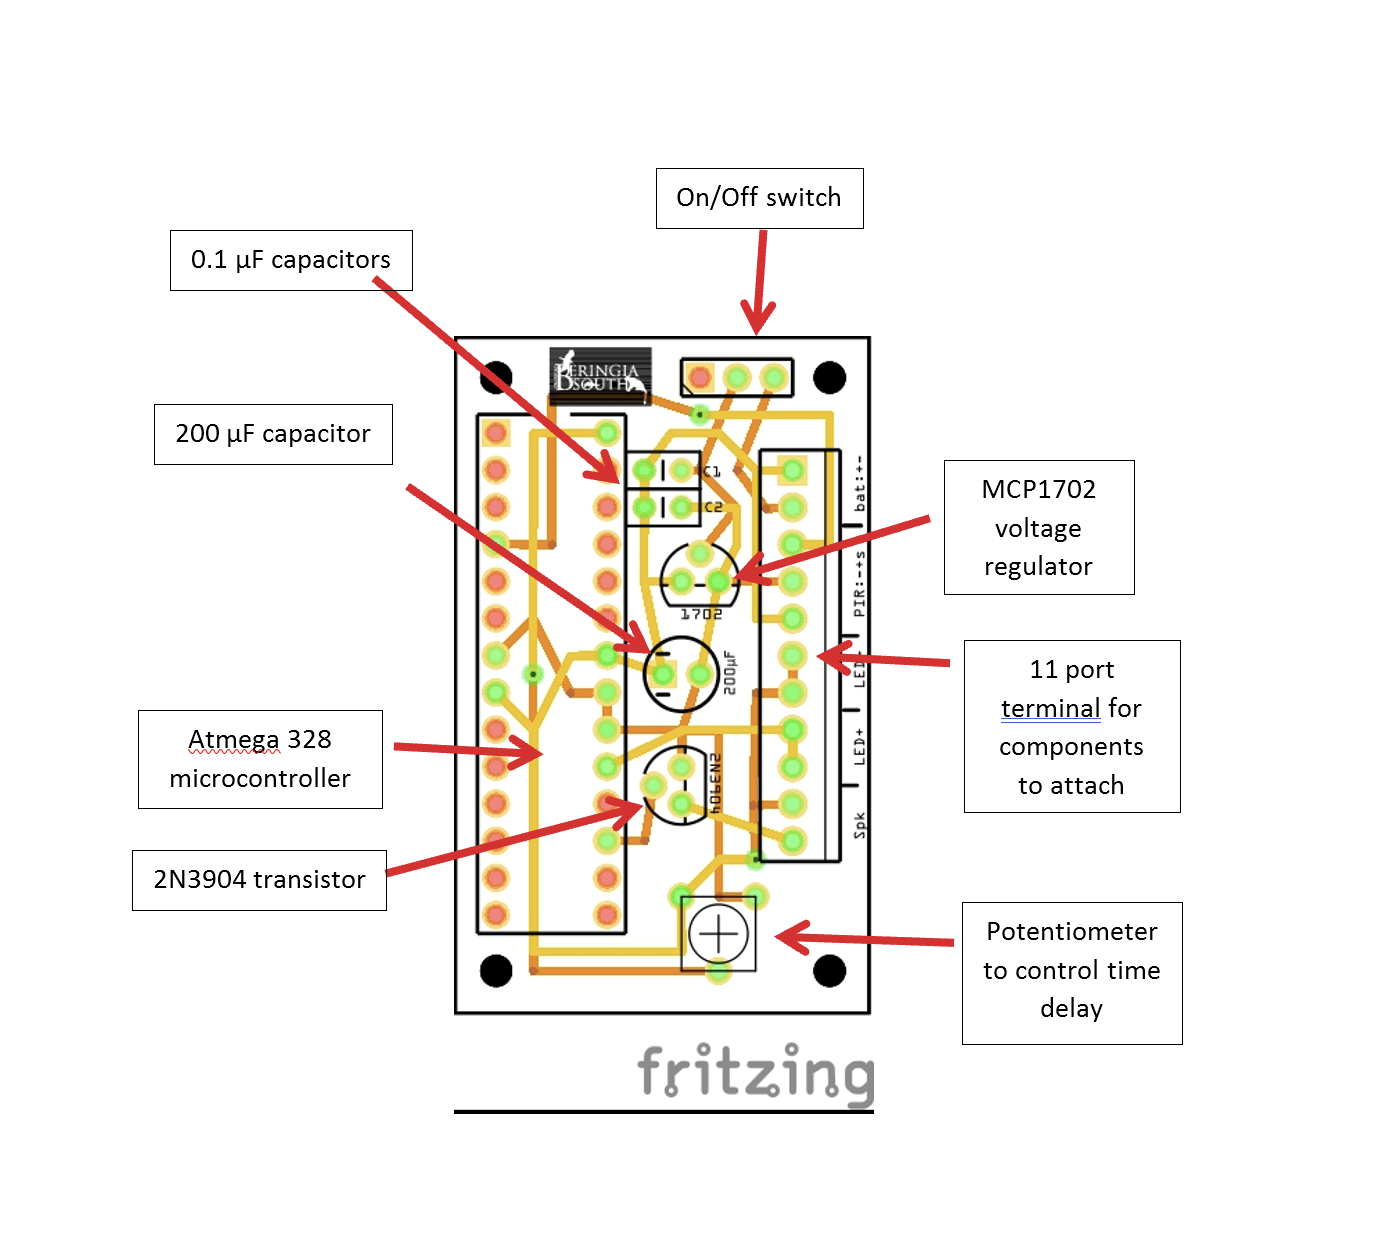 On/Off switch
0.1 µF capacitors
200 µF capacitor
BERINGIA
SOUTH
C1
C2
bat:+-
MCP1702
voltage
regulator
PIR:-+s
1702
200µF
LED-
11 port
terminal for
components
to attach
Atmega 328
microcontroller
LED+
2N3904
Spk
2N3904 transistor
Potentiometer
to control time
delay
fritzing